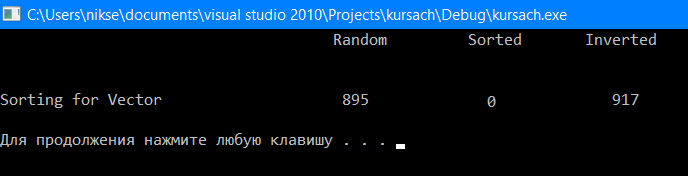 C:\Users\nikse\documents\visual studio 2010\Projects\kursach\Debug\kursach.exe
Random Sorted Inverted
Sorting for Vector 895 0 917
Для продолжения нажмите любую клавишу . . .